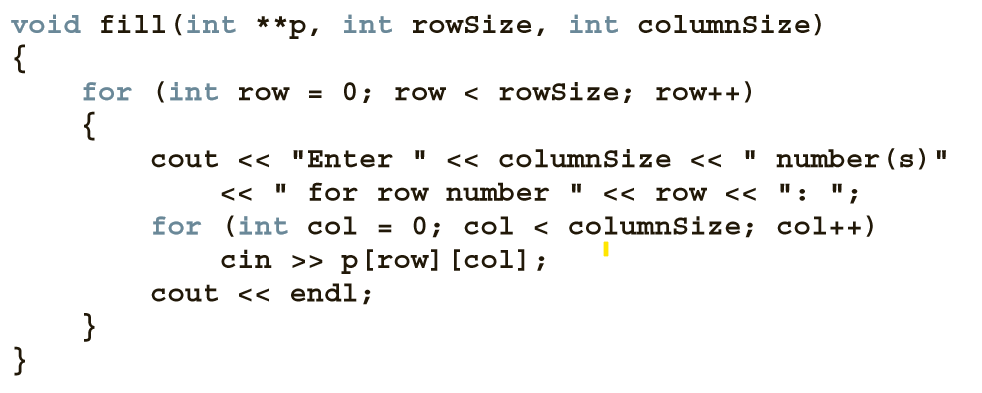 void fill(int **p, int rowSize, int columnSize)
{
    for (int row = 0; row < rowSize; row++)
    {
        cout << "Enter " << columnSize << " number(s)"
            << " for row number " << row << ": ";
        for (int col = 0; col < columnSize; col++)
            cin >> p[row][col];
        cout << endl;
    }
}